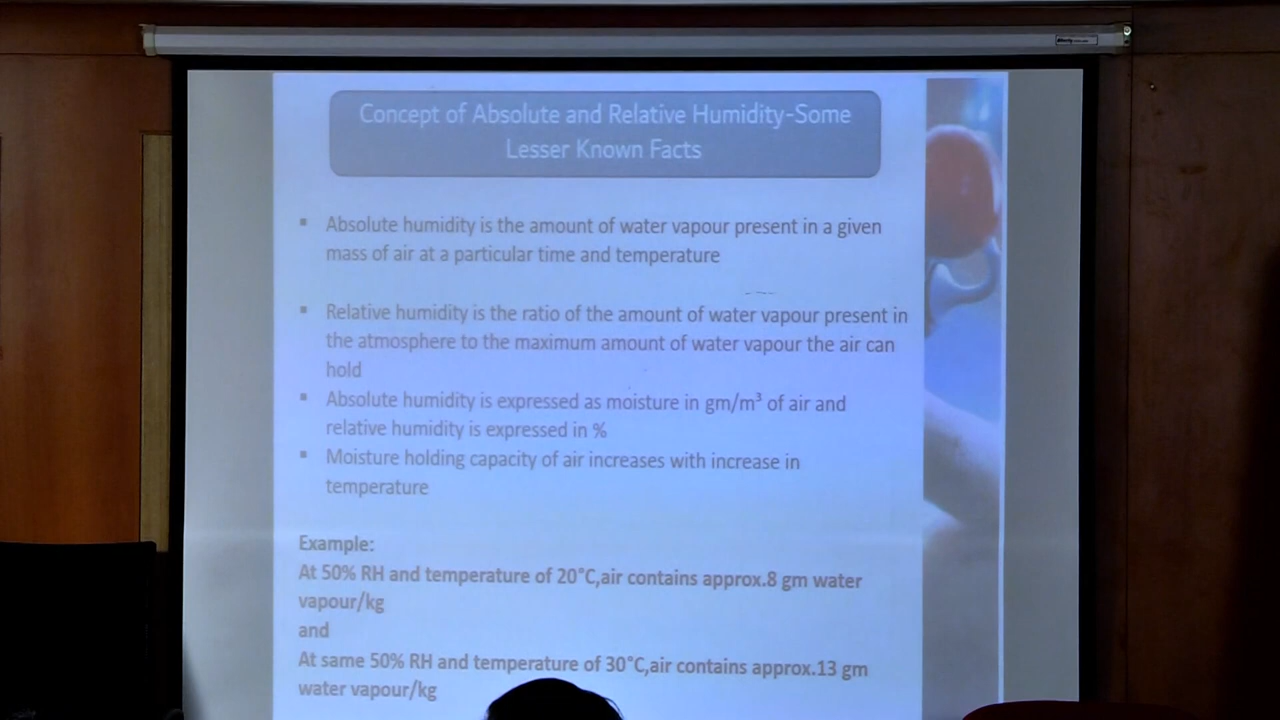 Concept of Absolute and Relative Humidity-Some
Lesser Known Facts
▪ Absolute humidity is the amount of water vapour present in a given
mass of air at a particular time and temperature
▪ Relative humidity is the ratio of the amount of water vapour present in
the atmosphere to the maximum amount of water vapour the air can
hold
▪ Absolute humidity is expressed as moisture in gm/m³ of air and
relative humidity is expressed in %
▪ Moisture holding capacity of air increases with increase in
temperature
Example:
At 50% RH and temperature of 20°C,air contains approx.8 gm water
vapour/kg
and
At same 50% RH and temperature of 30°C,air contains approx.13 gm
water vapour/kg